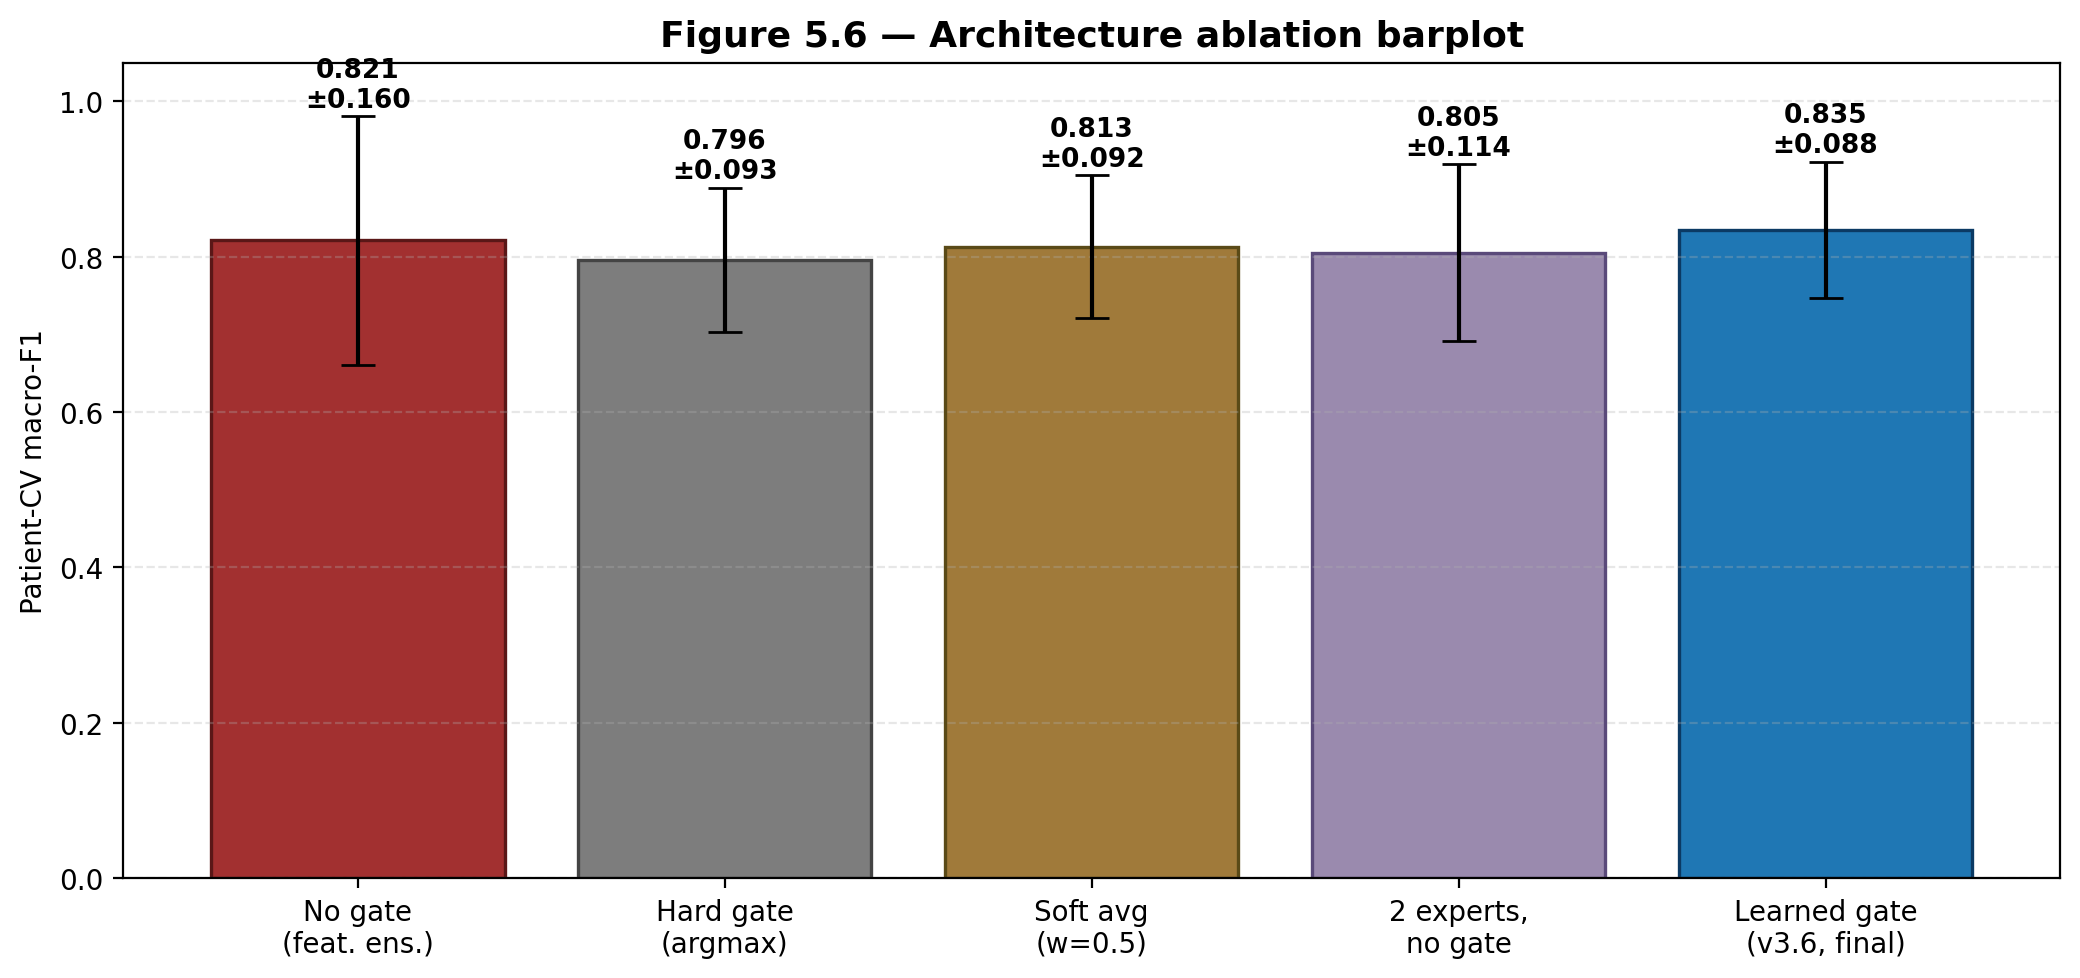 Figure 5.6 — Architecture ablation barplot
Patient-CV macro-F1
1.0
0.8
0.6
0.4
0.2
0.0
0.821
±0.160
0.796
±0.093
0.813
±0.092
0.805
±0.114
0.835
±0.088
No gate
(feat. ens.)
Hard gate
(argmax)
Soft avg
(w=0.5)
2 experts,
no gate
Learned gate
(v3.6, final)